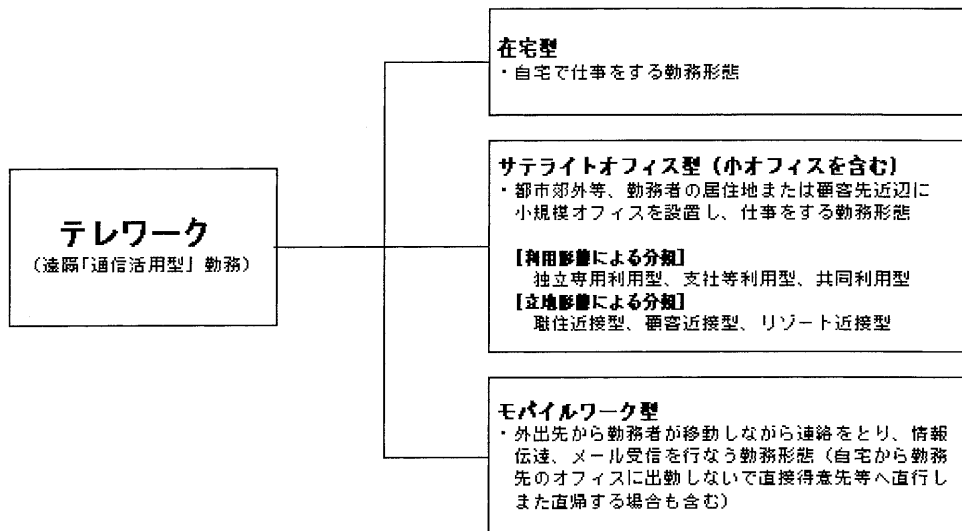 在宅型
・自宅で仕事をする勤務形態
サテライトオフィス型（小オフィスを含む）
・都市郊外等、勤務者の居住地または顧客先近辺に
小規模オフィスを設置し、仕事をする勤務形態
[利用形態による分類]
独立専用利用型、支社等利用型、共同利用型
[立地形態による分類]
職住近接型、顧客近接型、リゾート近接型
テレワーク
（遠隔「通信活用型」勤務）
モバイルワーク型
・外出先から勤務者が移動しながら連絡をとり、情報
伝達、メール受信を行なう勤務形態（自宅から勤務
先のオフィスに出勤しないで直接得意先等へ直行し
また直帰する場合も含む）